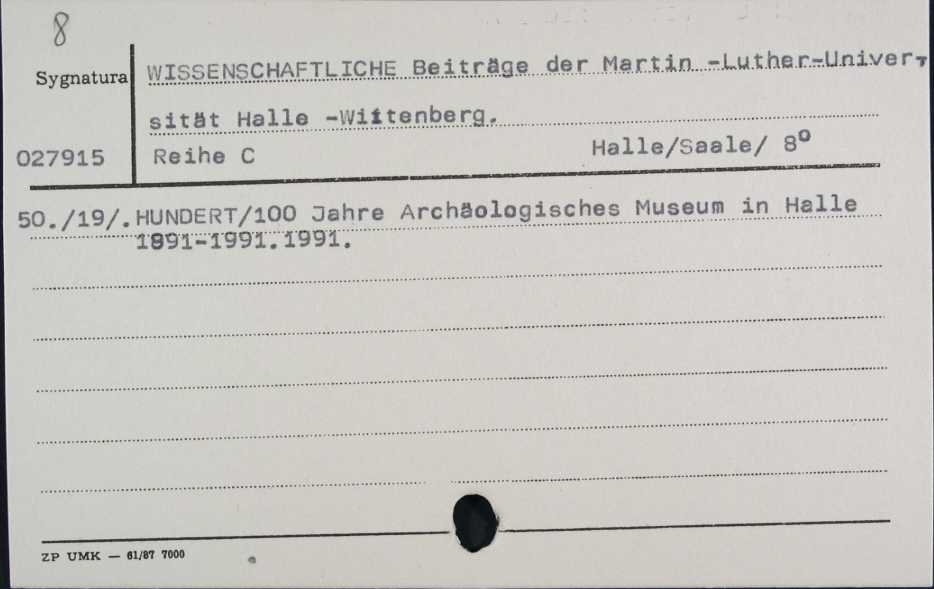 8
Sygnatura WISSENSCHAFTLICHE Beiträge der Martin -Luther-Univer-
sität Halle -Wittenberg.
027915 Reihe C Halle/Saale/ 8º
50./19/. HUNDERT/100 Jahre Archäologisches Museum in Halle
1891-1991.1991.
ZP UMK — 61/87 7000